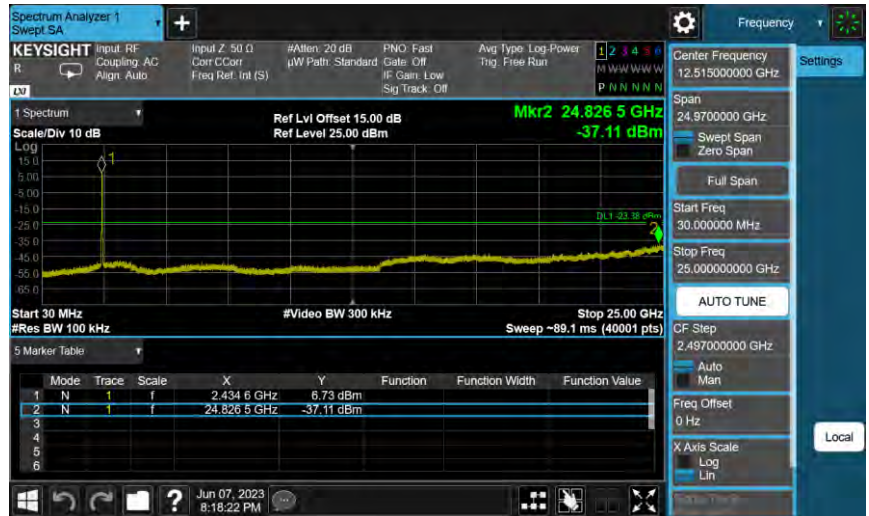 Spectrum Analyzer 1
Swept SA
+
Frequency
KEYSIGHT
R
LXI
Input: RF
Coupling: AC
Align: Auto
Input Z: 50 Ω
Corr CCorr
Freq Ref: Int (S)
#Atten: 20 dB
µW Path: Standard
PNO: Fast
Gate: Off
IF Gain: Low
Sig Track: Off
Avg Type: Log-Power
Trig: Free Run
1 2 3 4 5 6
M W W W W W
P N N N N N
1 Spectrum
Scale/Div 10 dB
Ref Lvl Offset 15.00 dB
Ref Level 25.00 dBm
Mkr2 24.826 5 GHz
-37.11 dBm
Log
15.0
5.00
-5.00
-15.0
-25.0
-35.0
-45.0
-55.0
-65.0
1
DL1 -23.38 dBm
2
Start 30 MHz
#Video BW 300 kHz
Stop 25.00 GHz
#Res BW 100 kHz
Sweep ~89.1 ms (40001 pts)
5 Marker Table
Mode Trace Scale X Y Function Function Width Function Value
1 N 1 f 2.434 6 GHz 6.73 dBm
2 N 1 f 24.826 5 GHz -37.11 dBm
3
4
5
6
Jun 07, 2023
8:18:22 PM
?
Center Frequency
12.515000000 GHz
Settings
Span
24.9700000 GHz
Swept Span
Zero Span
Full Span
Start Freq
30.000000 MHz
Stop Freq
25.000000000 GHz
AUTO TUNE
CF Step
2.497000000 GHz
Auto
Man
Freq Offset
0 Hz
X Axis Scale
Log
Lin
Local